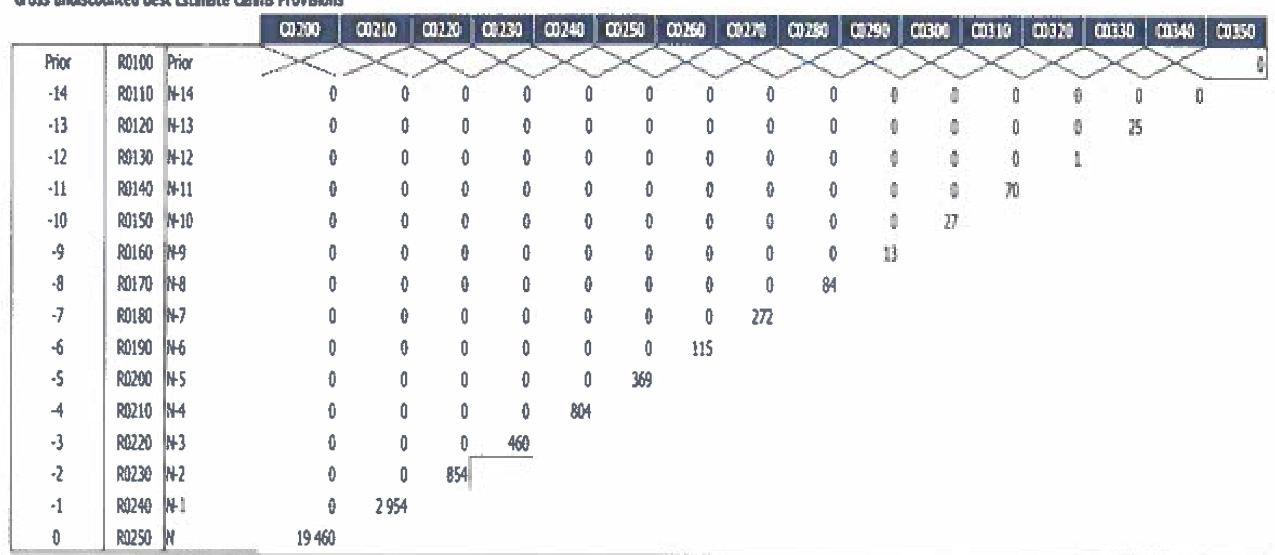 Gross undiscounted Best Estimate Claims Provisions
C0200 C0210 C0220 C0230 C0240 C0250 C0260 C0270 C0280 C0290 C0300 C0310 C0320 C0330 C0340 C0350
Prior R0100 Prior 0
-14 R0110 N-14 0 0 0 0 0 0 0 0 0 0 0 0 0 0 0
-13 R0120 N-13 0 0 0 0 0 0 0 0 0 0 0 0 0 25
-12 R0130 N-12 0 0 0 0 0 0 0 0 0 0 0 0 1
-11 R0140 N-11 0 0 0 0 0 0 0 0 0 0 0 70
-10 R0150 N-10 0 0 0 0 0 0 0 0 0 0 27
-9 R0160 N-9 0 0 0 0 0 0 0 0 0 13
-8 R0170 N-8 0 0 0 0 0 0 0 0 84
-7 R0180 N-7 0 0 0 0 0 0 0 272
-6 R0190 N-6 0 0 0 0 0 0 115
-5 R0200 N-5 0 0 0 0 0 369
-4 R0210 N-4 0 0 0 0 804
-3 R0220 N-3 0 0 0 460
-2 R0230 N-2 0 0 854
-1 R0240 N-1 0 2 954
0 R0250 N 19 460